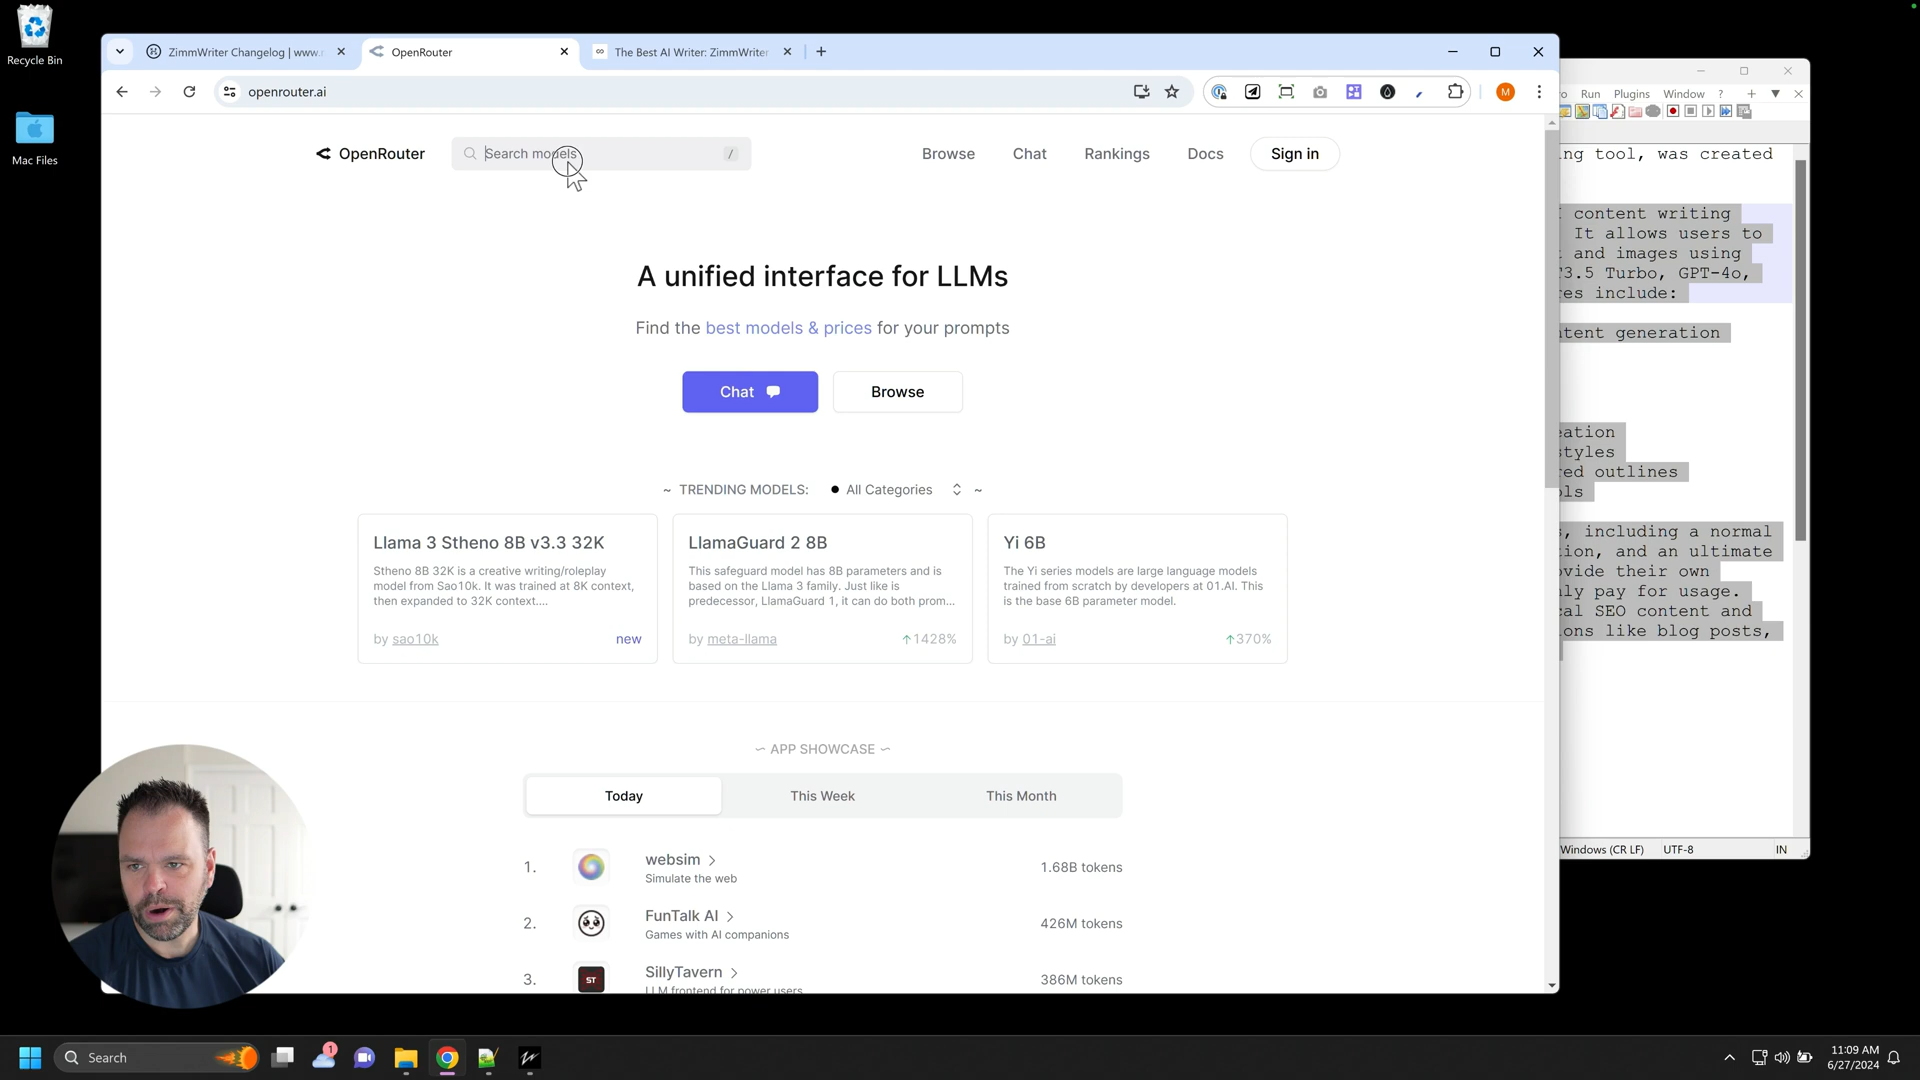 Recycle Bin
Mac Files
ZimmWriter Changelog | www.
OpenRouter
The Best AI Writer: ZimmWriter
openrouter.ai
M
OpenRouter
Search models
/
Browse
Chat
Rankings
Docs
Sign in
A unified interface for LLMs
Find the best models & prices for your prompts
Chat
Browse
~ TRENDING MODELS:
All Categories
~
Llama 3 Stheno 8B v3.3 32K
Stheno 8B 32K is a creative writing/roleplay
model from Sao10k. It was trained at 8K context,
then expanded to 32K context....
by sao10k
new
LlamaGuard 2 8B
This safeguard model has 8B parameters and is
based on the Llama 3 family. Just like is
predecessor, LlamaGuard 1, it can do both prom...
by meta-llama
↑1428%
Yi 6B
The Yi series models are large language models
trained from scratch by developers at 01.AI. This
is the base 6B parameter model.
by 01-ai
↑370%
APP SHOWCASE
Today
This Week
This Month
1.
websim >
Simulate the web
1.68B tokens
2.
FunTalk AI >
Games with AI companions
426M tokens
3.
ST
SillyTavern >
LLM frontend for power users
386M tokens
Run
Plugins
Window
?
ng tool, was created
content writing
It allows users to
and images using
3.5 Turbo, GPT-4o,
es include:
tent generation
eation
styles
red outlines
ols
s, including a normal
ion, and an ultimate
vide their own
ly pay for usage.
al SEO content and
ons like blog posts,
Windows (CR LF)
UTF-8
IN
Search
1
11:09 AM
6/27/2024